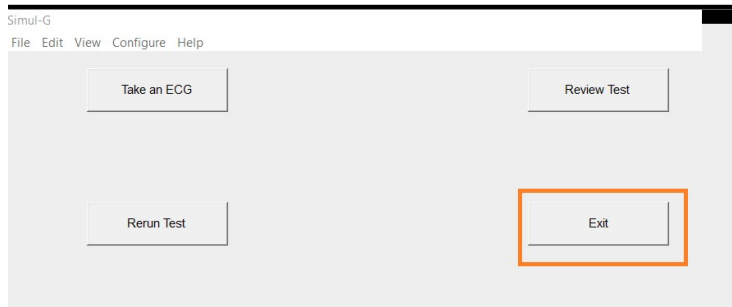 Simul-G
File Edit View Configure Help
Take an ECG
Review Test
Rerun Test
Exit